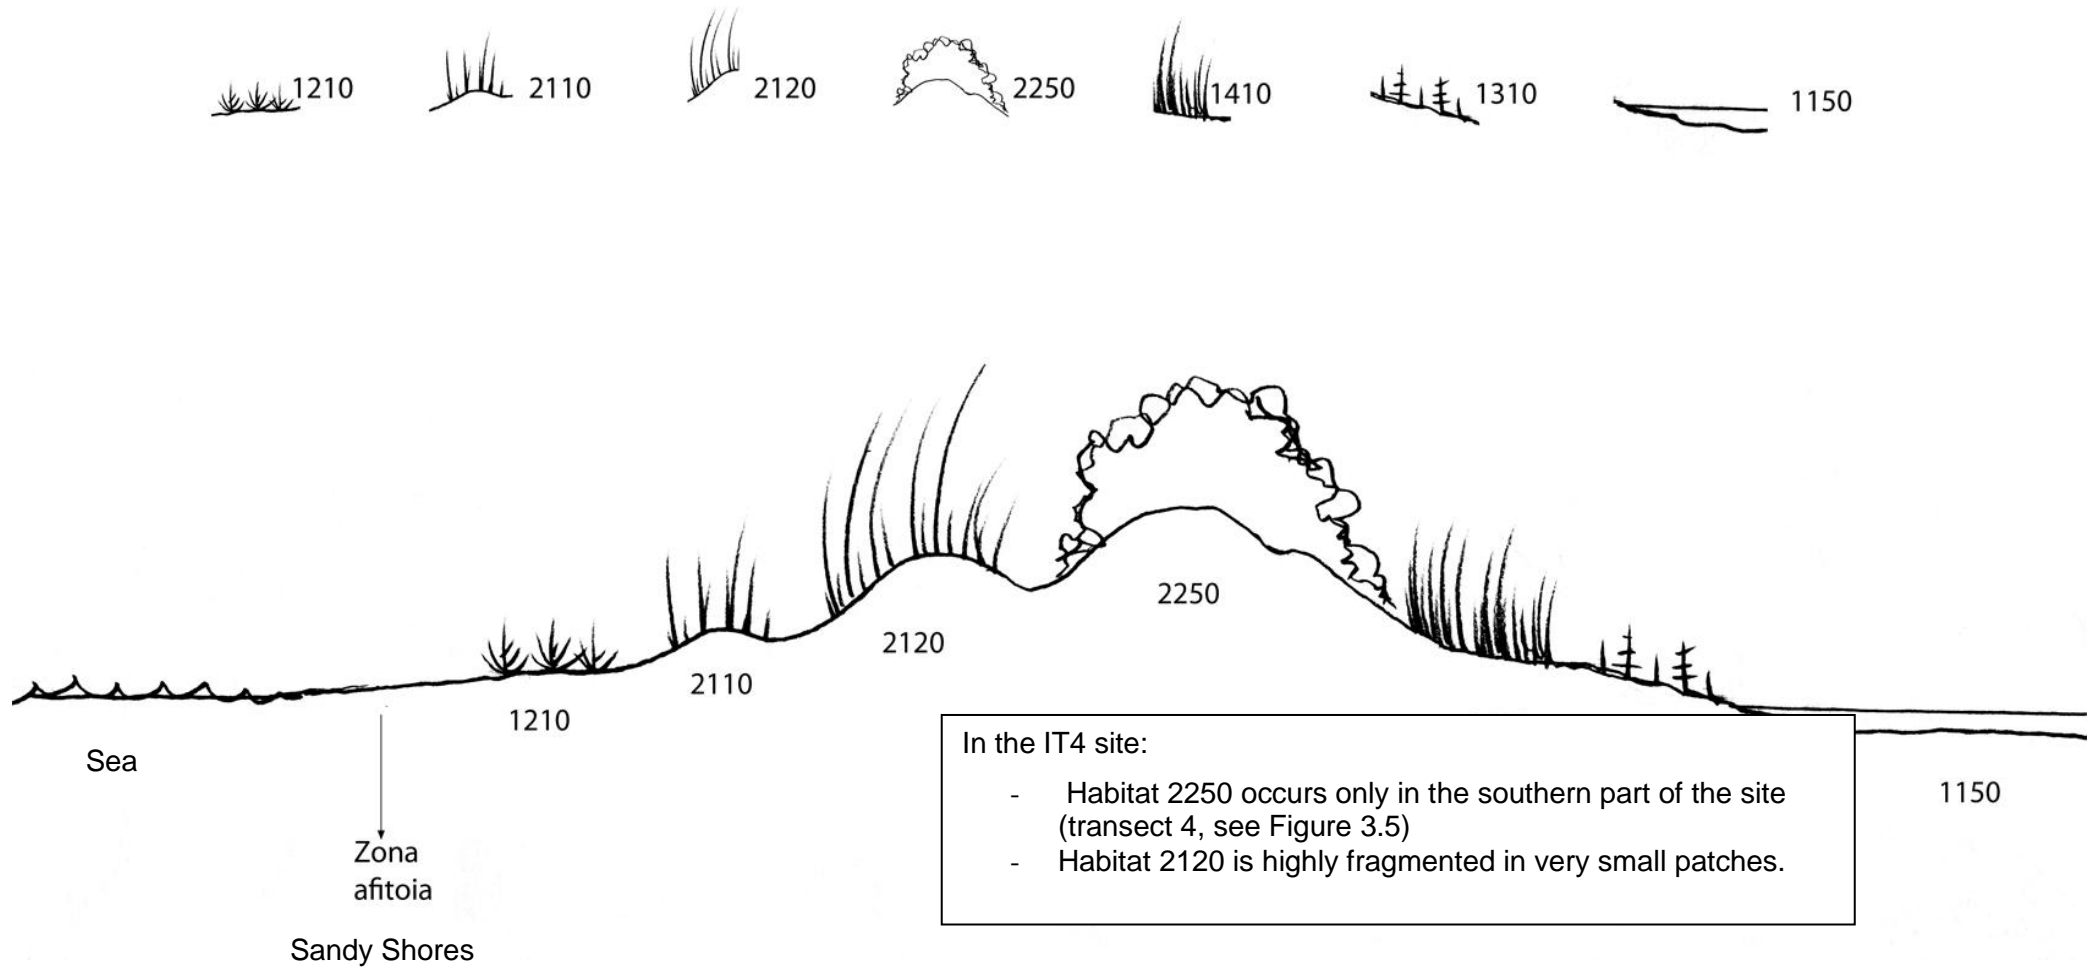 1210
2110
2120
2250
1410
1310
1150
2250
2120
2110
1210
Sea
In the IT4 site:
- Habitat 2250 occurs only in the southern part of the site
(transect 4, see Figure 3.5)
- Habitat 2120 is highly fragmented in very small patches.
1150
Zona
afitoia
Sandy Shores